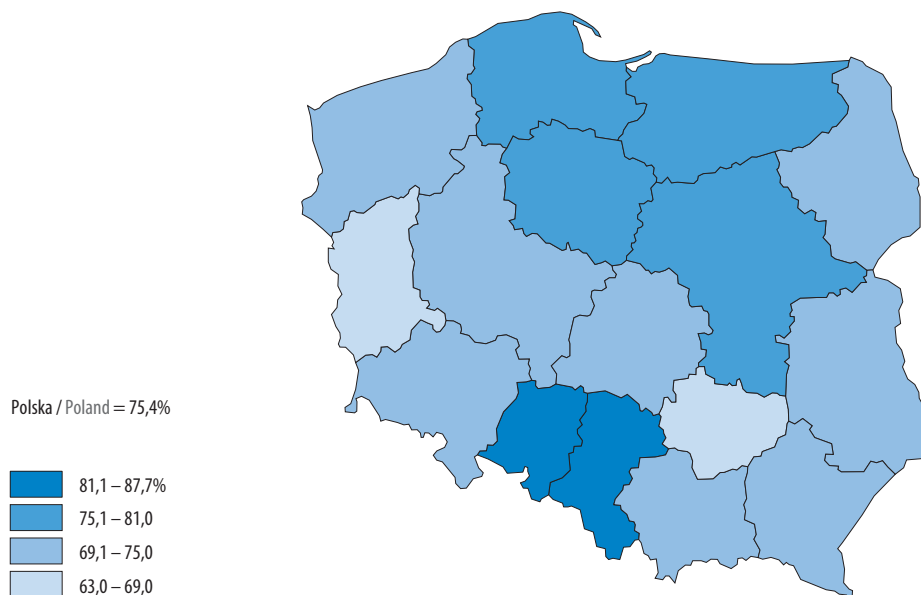 Polska / Poland = 75,4%
81,1 – 87,7%
75,1 – 81,0
69,1 – 75,0
63,0 – 69,0